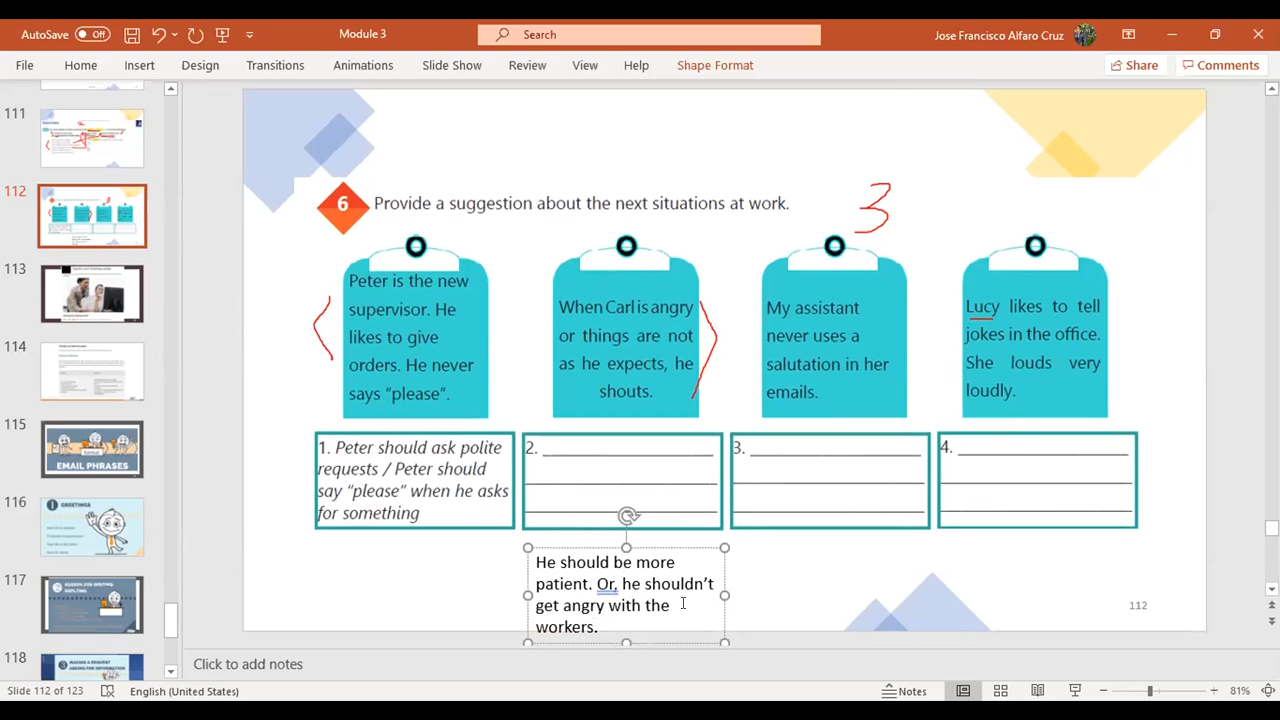 AutoSave Off
Module 3
Search
Jose Francisco Alfaro Cruz
File Home Insert Design Transitions Animations Slide Show Review View Help Shape Format
Share Comments
111
112
113
114
115
EMAIL PHRASES
116
GREETINGS
117
118
6 Provide a suggestion about the next situations at work.
3
Peter is the new
supervisor. He
likes to give
orders. He never
says “please”.
When Carl is angry
or things are not
as he expects, he
shouts.
My assistant
never uses a
salutation in her
emails.
Lucy likes to tell
jokes in the office.
She louds very
loudly.
1. Peter should ask polite
requests / Peter should
say “please” when he asks
for something
2.
3.
4.
He should be more
patient. Or, he shouldn’t
get angry with the
workers.
112
Click to add notes
Slide 112 of 123 English (United States) Notes 81%